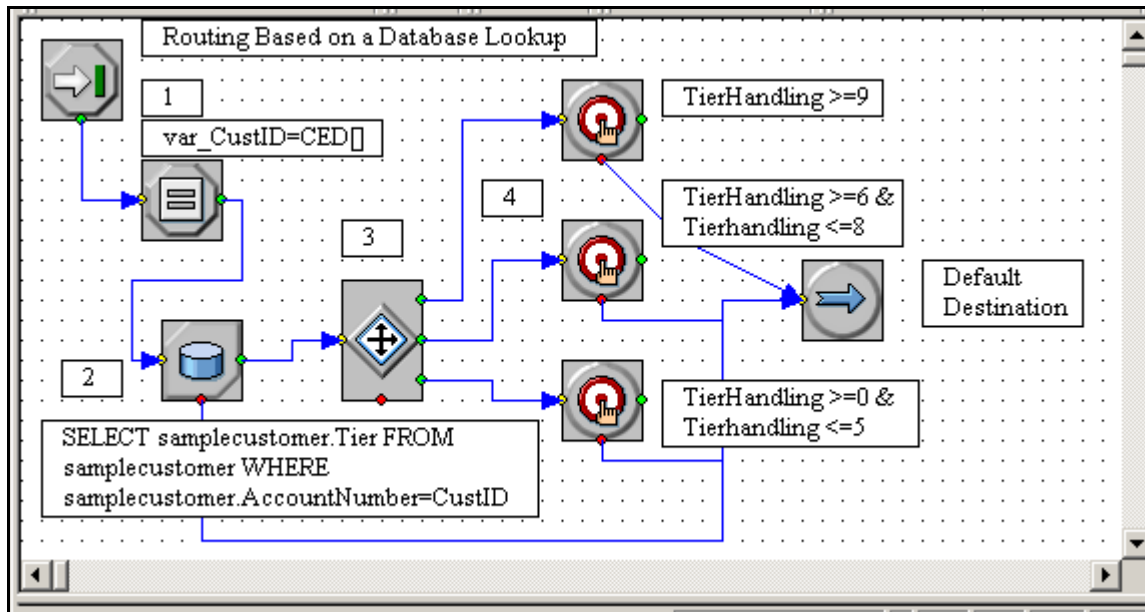 Routing Based on a Database Lookup
1
var_CustID=CED[]
TierHandling >=9
4
TierHandling >=6 &
Tierhandling <=8
3
Default
Destination
2
TierHandling >=0 &
Tierhandling <=5
SELECT samplecustomer.Tier FROM
samplecustomer WHERE
samplecustomer.AccountNumber=CustID